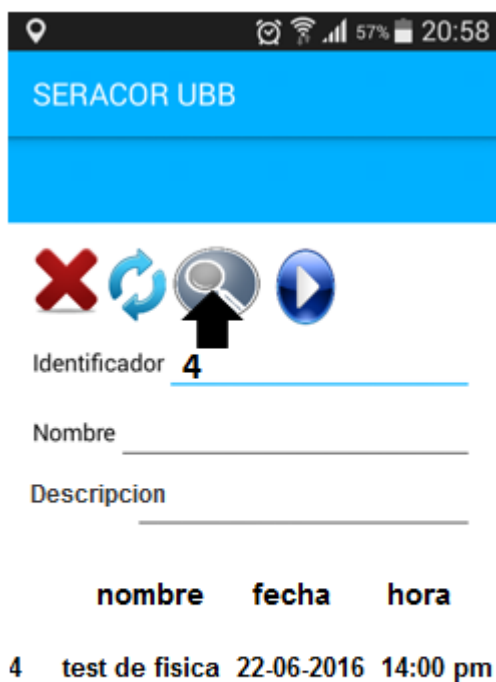 57% 20:58
SERACOR UBB
Identificador 4
Nombre
Descripcion
nombre fecha hora
4 test de fisica 22-06-2016 14:00 pm